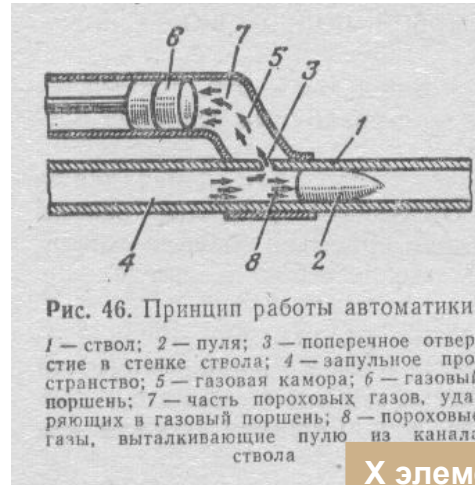 6 7 5 3 1
4 8 2
Рис. 46. Принцип работы автоматики
1 — ствол; 2 — пуля; 3 — поперечное отвер-
стие в стенке ствола; 4 — запульное про-
странство; 5 — газовая камора; 6 — газовый
поршень; 7 — часть пороховых газов, уда-
ряющих в газовый поршень; 8 — пороховые
газы, выталкивающие пулю из канала
ствола
Х элем